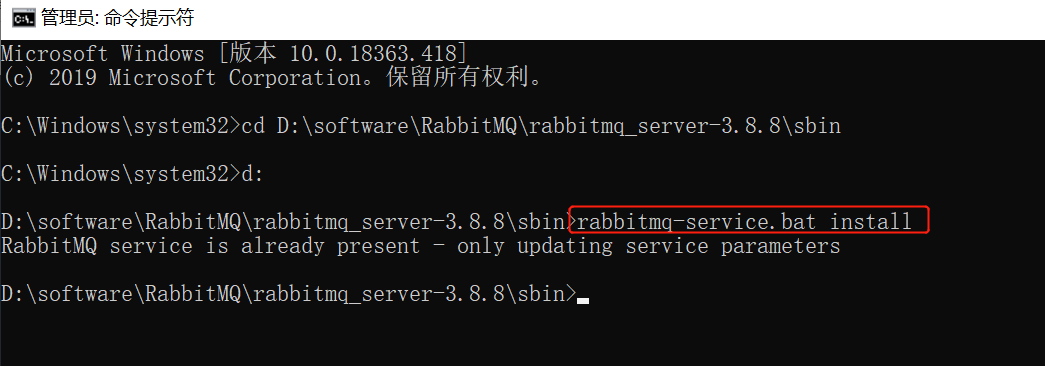 管理员: 命令提示符
Microsoft Windows [版本 10.0.18363.418]
(c) 2019 Microsoft Corporation。保留所有权利。
C:\Windows\system32>cd D:\software\RabbitMQ\rabbitmq_server-3.8.8\sbin
C:\Windows\system32>d:
D:\software\RabbitMQ\rabbitmq_server-3.8.8\sbin>rabbitmq-service.bat install
RabbitMQ service is already present - only updating service parameters
D:\software\RabbitMQ\rabbitmq_server-3.8.8\sbin>